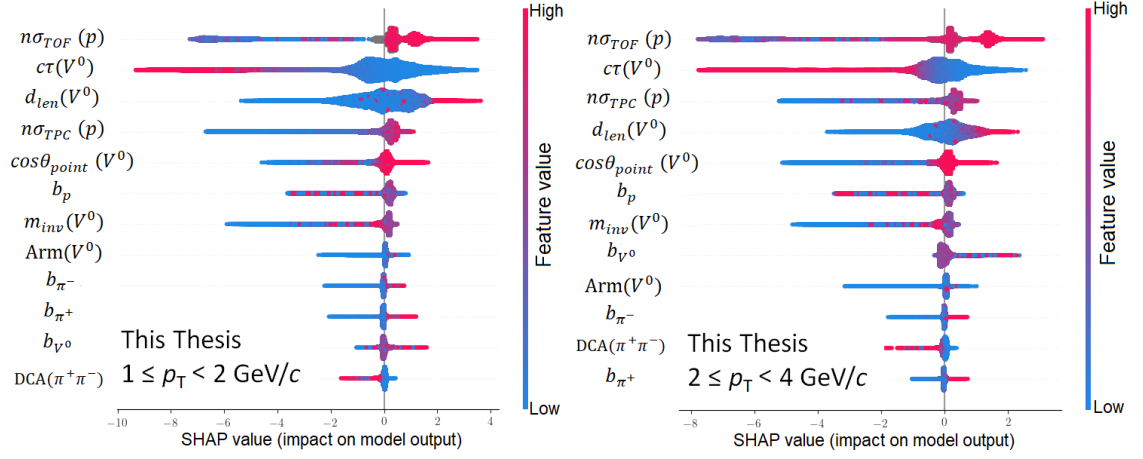 High
nσ_TOF (p)
cτ(V⁰)
d_len(V⁰)
nσ_TPC (p)
cosθ_point (V⁰)
b_p
m_inv(V⁰)
Arm(V⁰)
b_π⁻
b_π⁺
b_V⁰
DCA(π⁺π⁻)
This Thesis
1 ≤ p_T < 2 GeV/c
Feature value
Low
−10 −8 −6 −4 −2 0 2 4
SHAP value (impact on model output)
High
nσ_TOF (p)
cτ(V⁰)
nσ_TPC (p)
d_len(V⁰)
cosθ_point (V⁰)
b_p
m_inv(V⁰)
b_V⁰
Arm(V⁰)
b_π⁻
DCA(π⁺π⁻)
b_π⁺
This Thesis
2 ≤ p_T < 4 GeV/c
Feature value
Low
−8 −6 −4 −2 0 2
SHAP value (impact on model output)